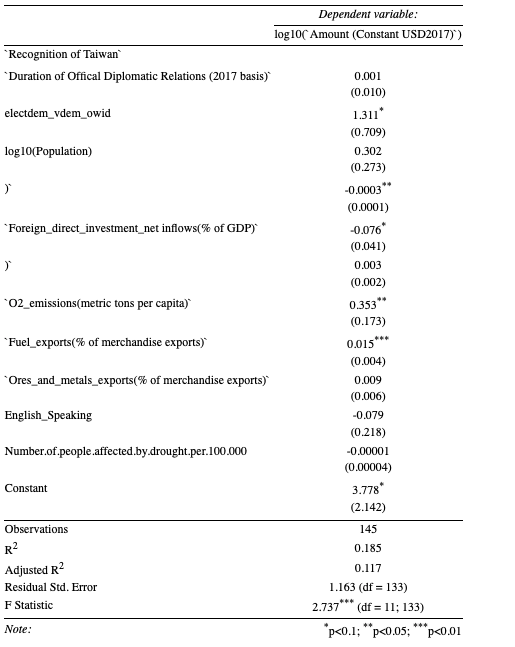 Dependent variable:
log10(`Amount (Constant USD2017)`)
`Recognition of Taiwan`
`Duration of Offical Diplomatic Relations (2017 basis)` 0.001
(0.010)
electdem_vdem_owid 1.311*
(0.709)
log10(Population) 0.302
(0.273)
)` -0.0003**
(0.0001)
`Foreign_direct_investment_net inflows(% of GDP)` -0.076*
(0.041)
)` 0.003
(0.002)
`O2_emissions(metric tons per capita)` 0.353**
(0.173)
`Fuel_exports(% of merchandise exports)` 0.015***
(0.004)
`Ores_and_metals_exports(% of merchandise exports)` 0.009
(0.006)
English_Speaking -0.079
(0.218)
Number.of.people.affected.by.drought.per.100.000 -0.00001
(0.00004)
Constant 3.778*
(2.142)
Observations 145
R2 0.185
Adjusted R2 0.117
Residual Std. Error 1.163 (df = 133)
F Statistic 2.737*** (df = 11; 133)
Note: *p<0.1; **p<0.05; ***p<0.01